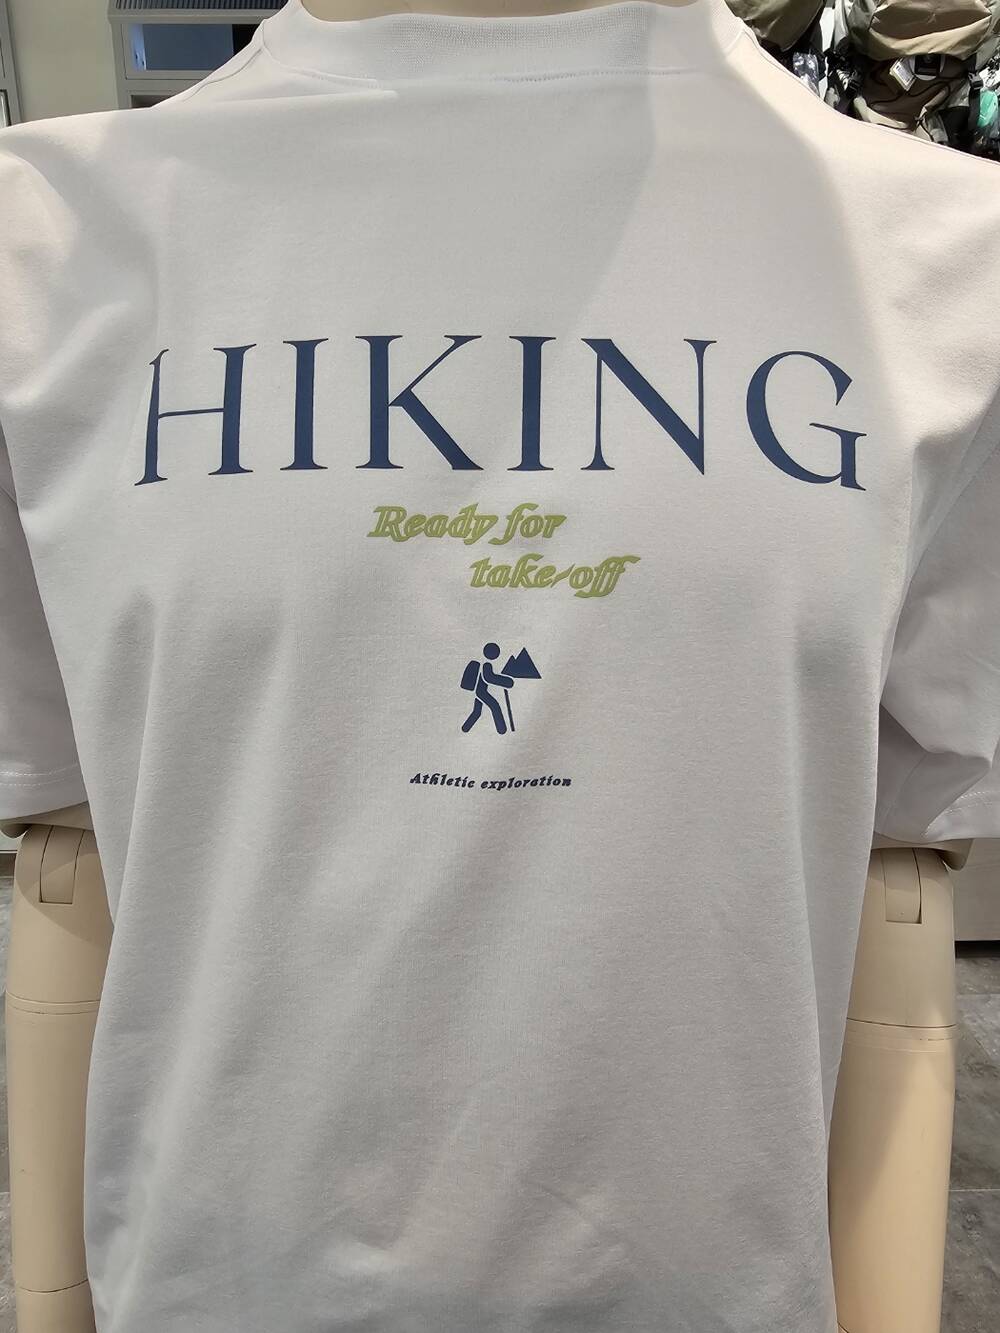 HIKING
Ready for
take-off
Athletic exploration